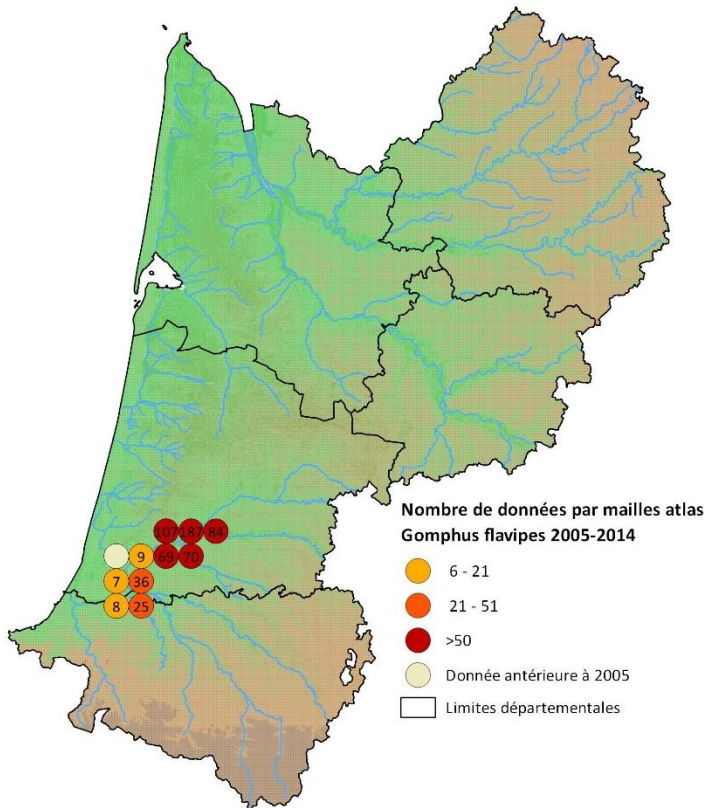 107 187 84
9 69 70
7 36
8 25
Nombre de données par mailles atlas
Gomphus flavipes 2005-2014
6 - 21
21 - 51
>50
Donnée antérieure à 2005
Limites départementales